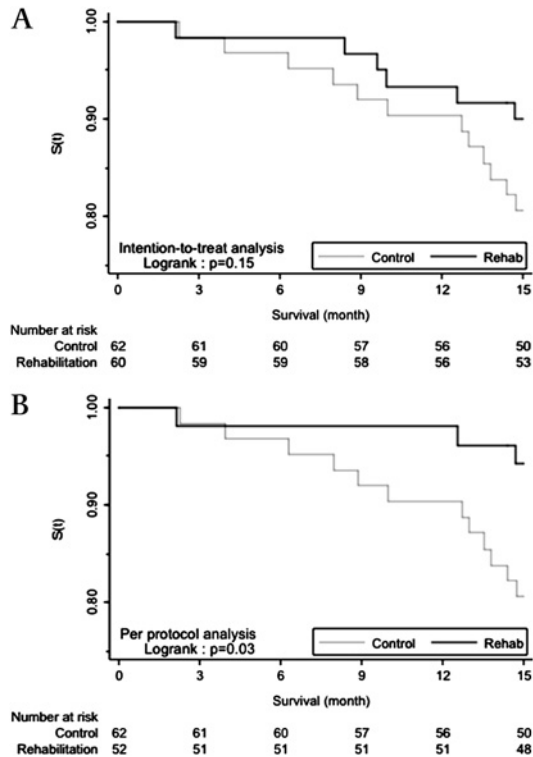 A
1.00
0.90
0.80
S(t)
Intention-to-treat analysis
Logrank : p=0.15
Control Rehab
0 3 6 9 12 15
Survival (month)
Number at risk
Control 62 61 60 57 56 50
Rehabilitation 60 59 59 58 56 53
B
1.00
0.90
0.80
S(t)
Per protocol analysis
Logrank : p=0.03
Control Rehab
0 3 6 9 12 15
Survival (month)
Number at risk
Control 62 61 60 57 56 50
Rehabilitation 52 51 51 51 51 48